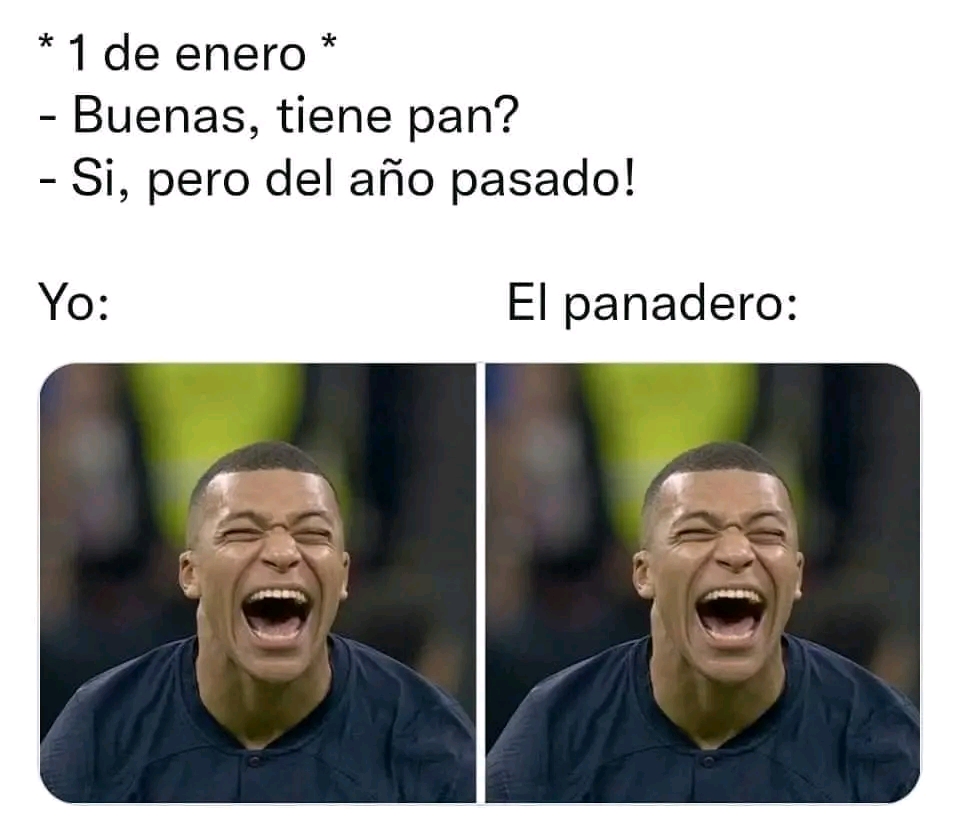 * 1 de enero *
- Buenas, tiene pan?
- Si, pero del año pasado!
Yo:
El panadero: